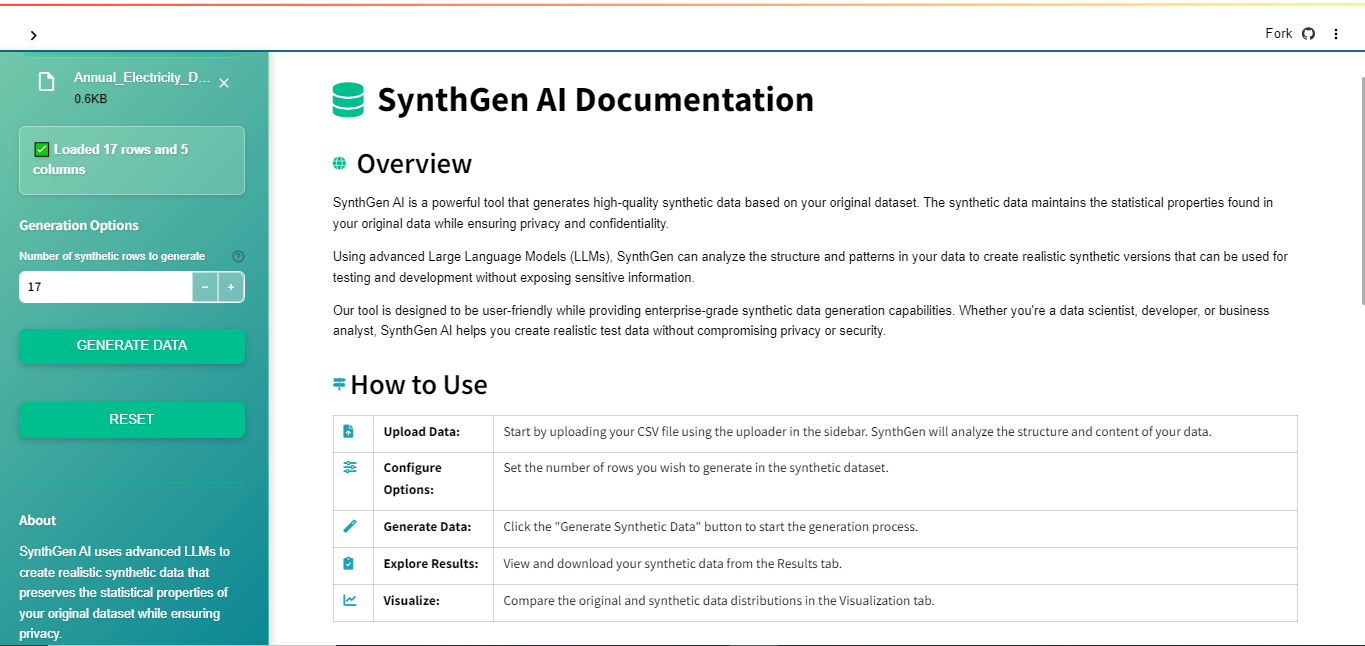 Fork
Annual_Electricity_D...
0.6KB
Loaded 17 rows and 5
columns
Generation Options
Number of synthetic rows to generate
17
GENERATE DATA
RESET
About
SynthGen AI uses advanced LLMs to
create realistic synthetic data that
preserves the statistical properties of
your original dataset while ensuring
privacy.
SynthGen AI Documentation
Overview
SynthGen AI is a powerful tool that generates high-quality synthetic data based on your original dataset. The synthetic data maintains the statistical properties found in
your original data while ensuring privacy and confidentiality.
Using advanced Large Language Models (LLMs), SynthGen can analyze the structure and patterns in your data to create realistic synthetic versions that can be used for
testing and development without exposing sensitive information.
Our tool is designed to be user-friendly while providing enterprise-grade synthetic data generation capabilities. Whether you're a data scientist, developer, or business
analyst, SynthGen AI helps you create realistic test data without compromising privacy or security.
How to Use
Upload Data: Start by uploading your CSV file using the uploader in the sidebar. SynthGen will analyze the structure and content of your data.
Configure
Options: Set the number of rows you wish to generate in the synthetic dataset.
Generate Data: Click the "Generate Synthetic Data" button to start the generation process.
Explore Results: View and download your synthetic data from the Results tab.
Visualize: Compare the original and synthetic data distributions in the Visualization tab.